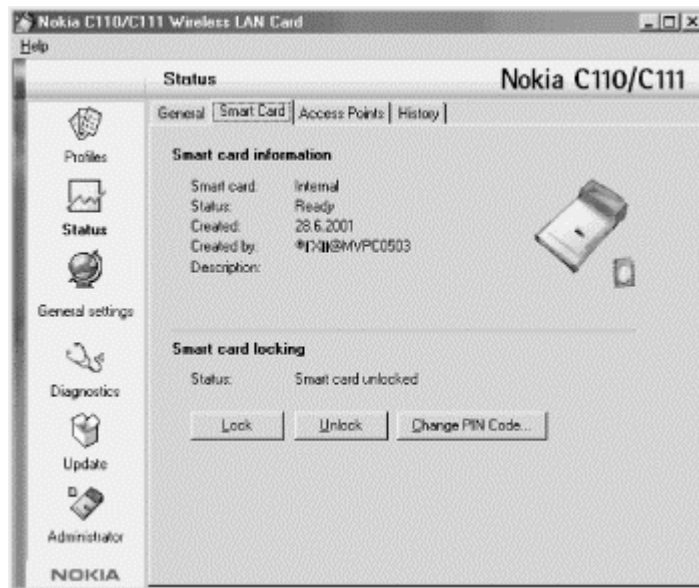 Nokia C110/C111 Wireless LAN Card
Help
Status
Nokia C110/C111
General Smart Card Access Points History
Profiles
Status
General settings
Diagnostics
Update
Administrator
NOKIA
Smart card information
Smart card: Internal
Status: Ready
Created: 28.6.2001
Created by: @MVPC0503
Description:
Smart card locking
Status: Smart card unlocked
Lock Unlock Change PIN Code...